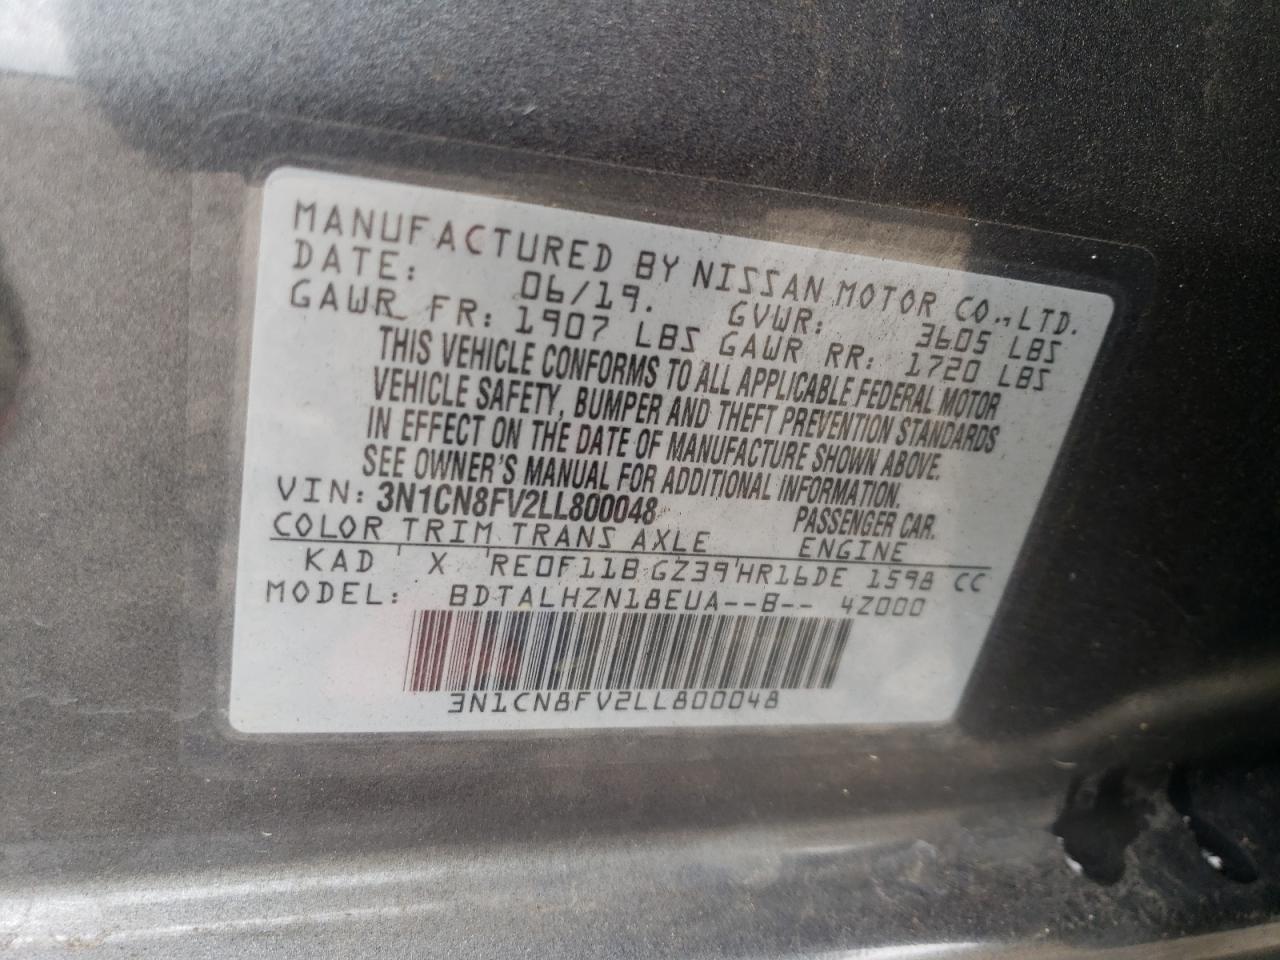 MANUFACTURED BY NISSAN MOTOR CO., LTD.
DATE: 06/19. GVWR: 3605 LBS
GAWR FR: 1907 LBS GAWR RR: 1720 LBS
THIS VEHICLE CONFORMS TO ALL APPLICABLE FEDERAL MOTOR
VEHICLE SAFETY, BUMPER AND THEFT PREVENTION STANDARDS
IN EFFECT ON THE DATE OF MANUFACTURE SHOWN ABOVE.
SEE OWNER'S MANUAL FOR ADDITIONAL INFORMATION.
VIN: 3N1CN8FV2LL800048 PASSENGER CAR.
COLOR TRIM TRANS AXLE ENGINE
KAD X RE0F11B GZ39 HR16DE 1598 CC
MODEL: BDTALHZN18EUA--B-- 4Z000
3N1CN8FV2LL800048